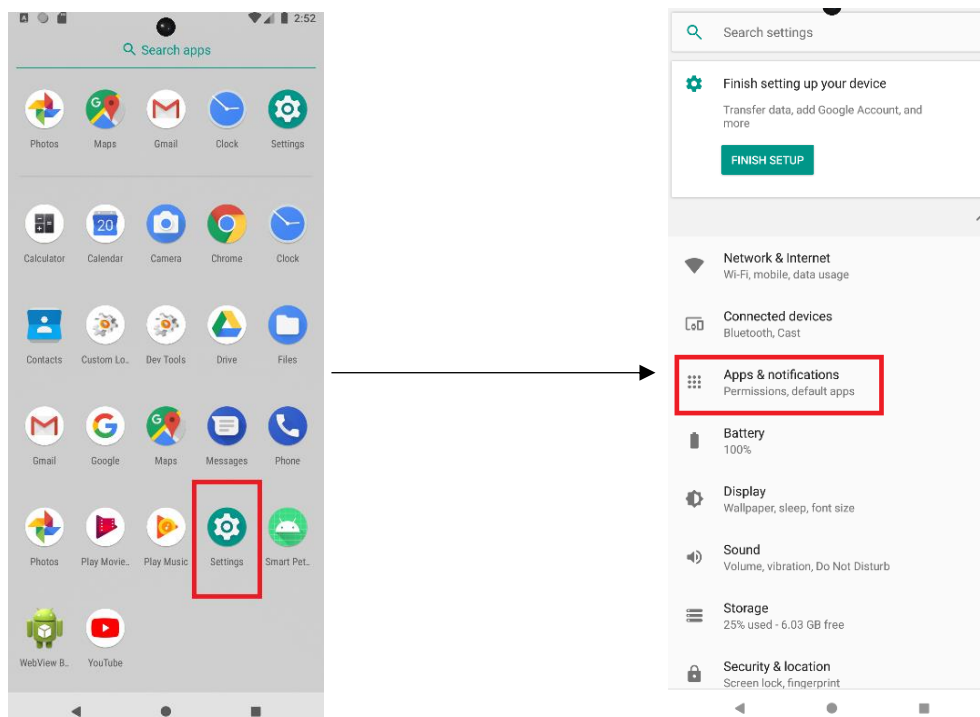 2:52
Search apps
Photos Maps Gmail Clock Settings
Calculator Calendar Camera Chrome Clock
Contacts Custom Lo.. Dev Tools Drive Files
Gmail Google Maps Messages Phone
Photos Play Movie.. Play Music Settings Smart Pet..
WebView B.. YouTube
Search settings
Finish setting up your device
Transfer data, add Google Account, and
more
FINISH SETUP
Network & Internet
Wi-Fi, mobile, data usage
Connected devices
Bluetooth, Cast
Apps & notifications
Permissions, default apps
Battery
100%
Display
Wallpaper, sleep, font size
Sound
Volume, vibration, Do Not Disturb
Storage
25% used - 6.03 GB free
Security & location
Screen lock, fingerprint